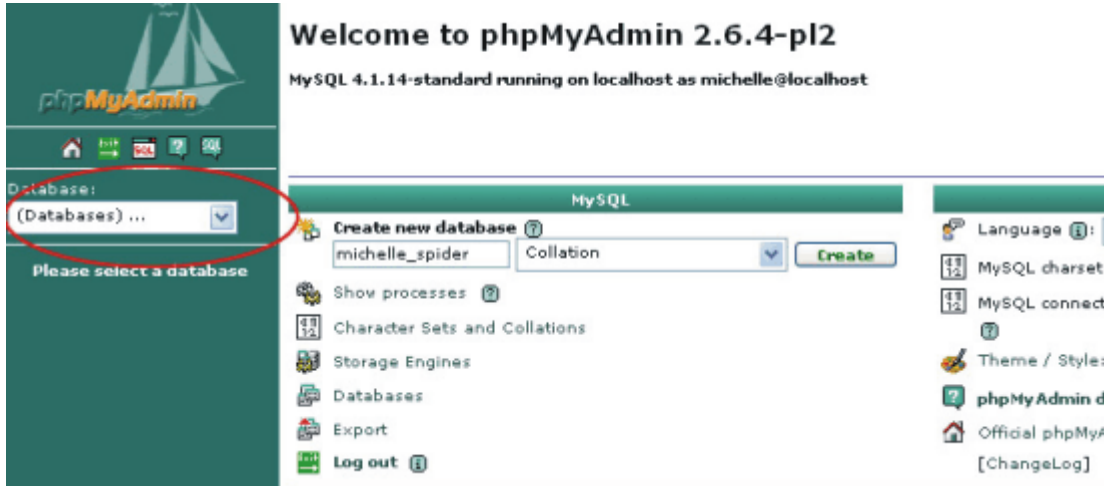 phpMyAdmin
Database:
(Databases) ...
Please select a database
Welcome to phpMyAdmin 2.6.4-pl2
MySQL 4.1.14-standard running on localhost as michelle@localhost
MySQL
Create new database
michelle_spider
Collation
Create
Show processes
Character Sets and Collations
Storage Engines
Databases
Export
Log out
Language
MySQL charset
MySQL connect
Theme / Style:
phpMyAdmin d
Official phpMyA
[ChangeLog]